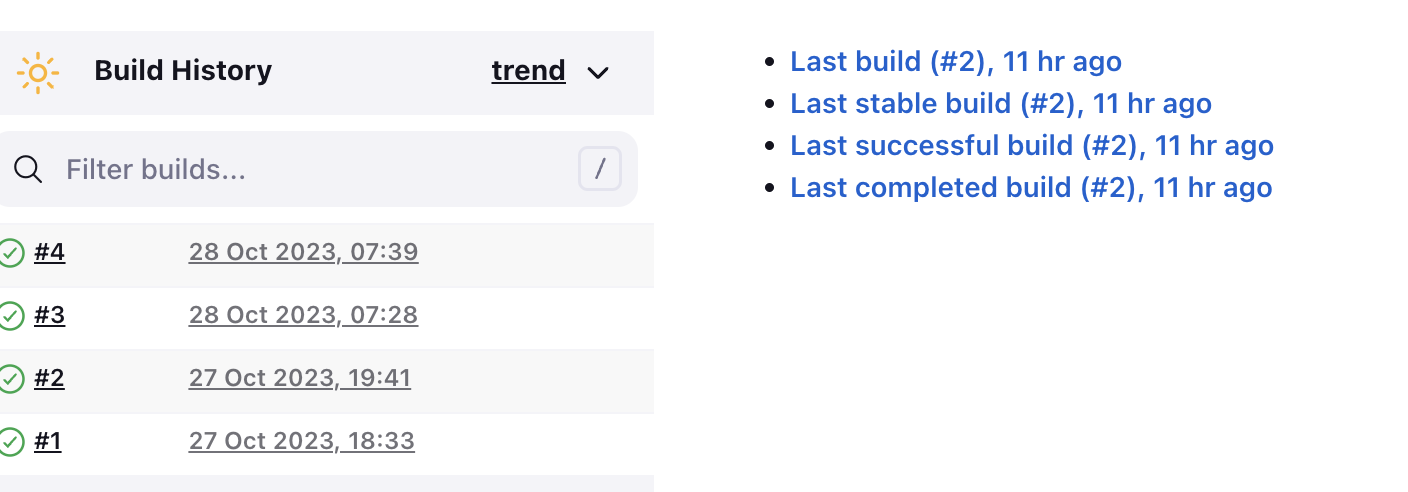 Build History trend
Filter builds... /
#4 28 Oct 2023, 07:39
#3 28 Oct 2023, 07:28
#2 27 Oct 2023, 19:41
#1 27 Oct 2023, 18:33
Last build (#2), 11 hr ago
Last stable build (#2), 11 hr ago
Last successful build (#2), 11 hr ago
Last completed build (#2), 11 hr ago